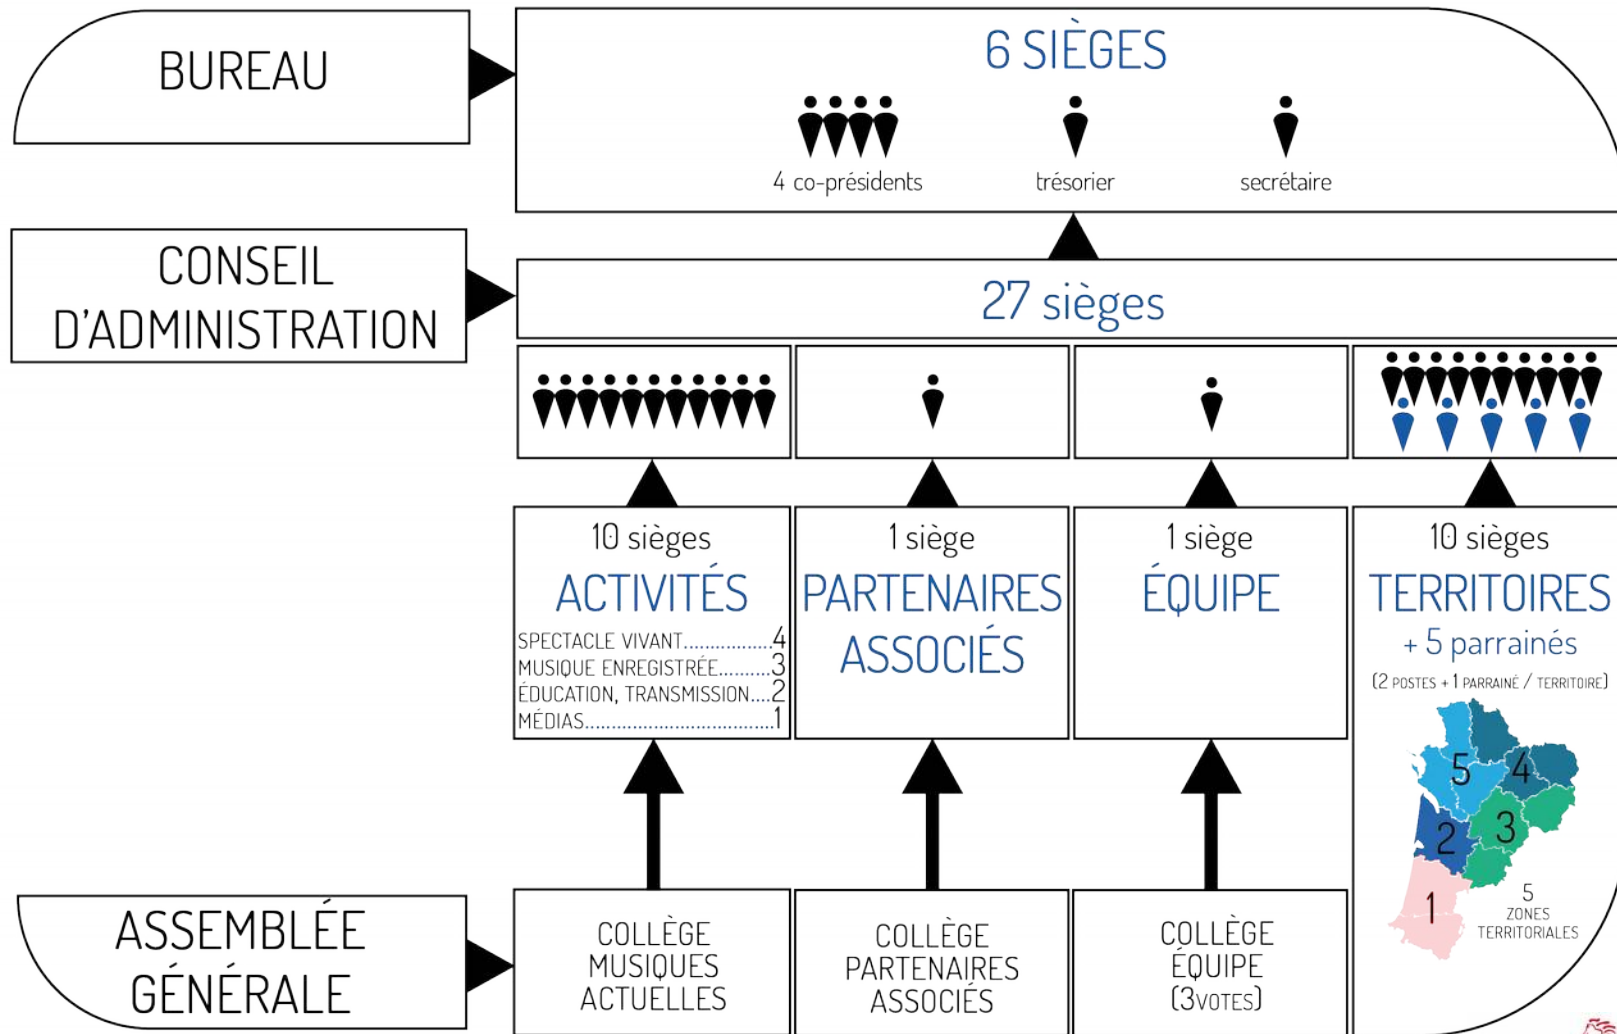 BUREAU
6 SIÈGES
4 co-présidents
trésorier
secrétaire
CONSEIL
D'ADMINISTRATION
27 sièges
10 sièges
ACTIVITÉS
SPECTACLE VIVANT................4
MUSIQUE ENREGISTRÉE.........3
ÉDUCATION, TRANSMISSION....2
MÉDIAS..................................1
1 siège
PARTENAIRES
ASSOCIÉS
1 siège
ÉQUIPE
10 sièges
TERRITOIRES
+ 5 parrainés
(2 POSTES + 1 PARRAINÉ / TERRITOIRE)
5
4
3
2
1
5
ZONES
TERRITORIALES
ASSEMBLÉE
GÉNÉRALE
COLLÈGE
MUSIQUES
ACTUELLES
COLLÈGE
PARTENAIRES
ASSOCIÉS
COLLÈGE
ÉQUIPE
(3VOTES)